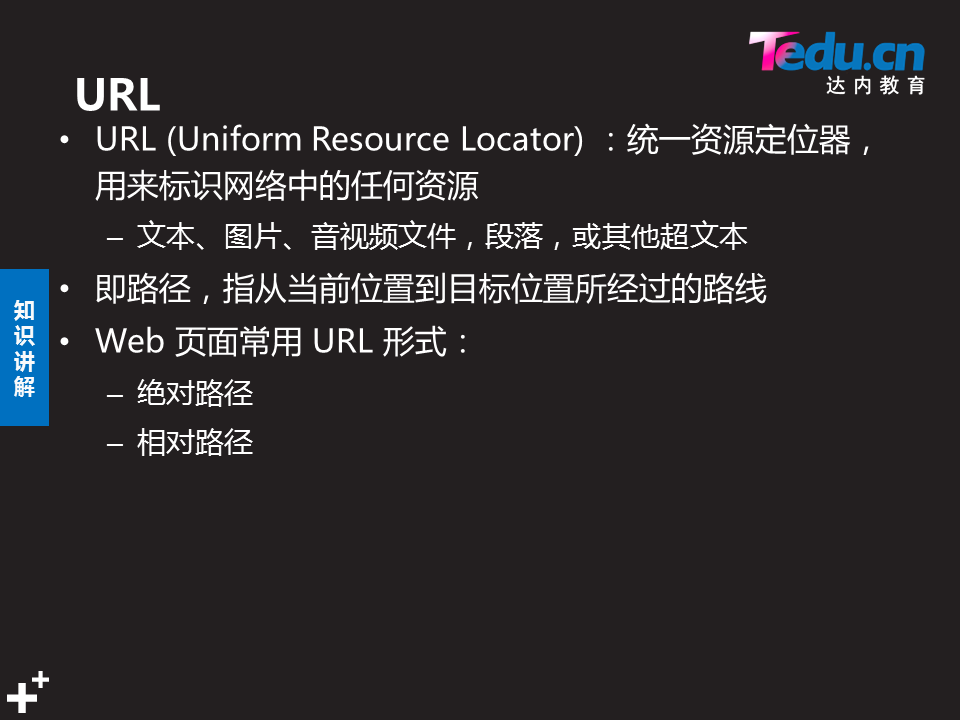 Tedu.cn
达内教育
URL
• URL (Uniform Resource Locator) ：统一资源定位器，
用来标识网络中的任何资源
– 文本、图片、音视频文件，段落，或其他超文本
• 即路径，指从当前位置到目标位置所经过的路线
• Web 页面常用 URL 形式：
– 绝对路径
– 相对路径
知识讲解